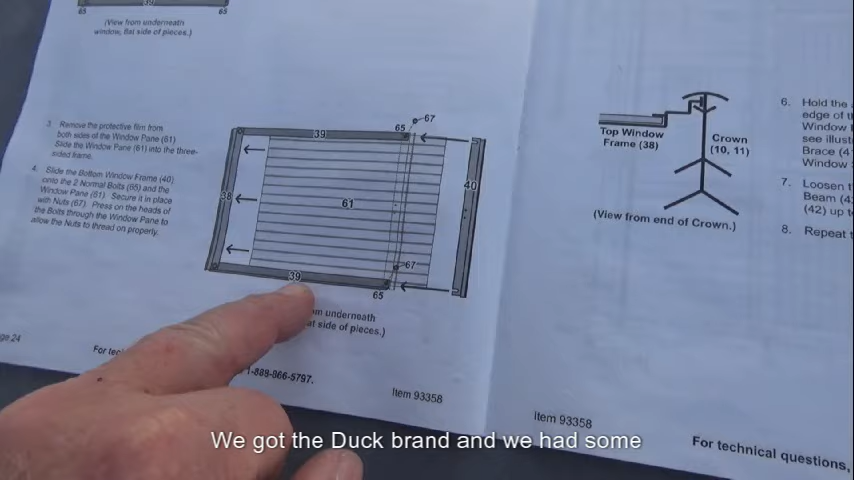 65
39
65
(View from underneath
window, flat side of pieces.)
3. Remove the protective film from
both sides of the Window Pane (61)
Slide the Window Pane (61) into the three-
sided frame.
4. Slide the Bottom Window Frame (40)
onto the 2 Normal Bolts (65) and the
Window Pane (61). Secure it in place
with Nuts (67). Press on the heads of
the Bolts through the Window Pane to
allow the Nuts to thread on properly.
39
65
67
38
61
40
67
39
65
underneath
at side of pieces.)
For
1-888-866-5797.
Item 93358
Top Window
Frame (38)
Crown
(10, 11)
(View from end of Crown.)
6. Hold the
edge of t
Window
see illust
Brace (4
Window
7. Loosen t
Beam (4
(42) up t
8. Repeat
Item 93358
For technical questions,
We got the Duck brand and we had some